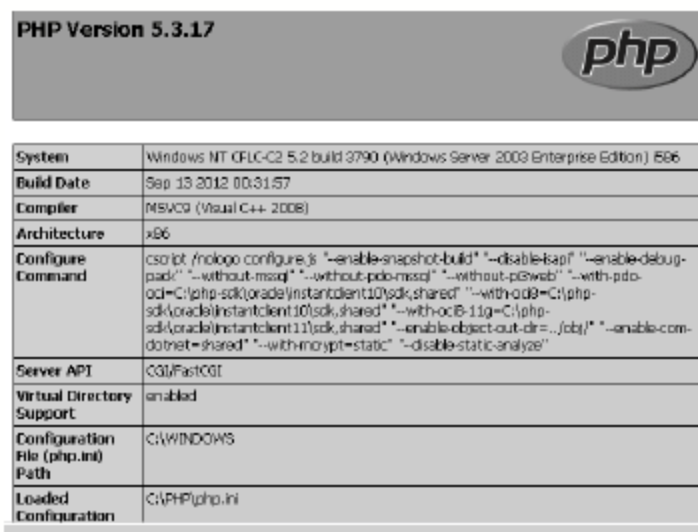 PHP Version 5.3.17
php
System Windows NT CFLC-C2 5.2 build 3790 (Windows Server 2003 Enterprise Edition) i586
Build Date Sep 13 2012 00:31:57
Compiler MSVC9 (Visual C++ 2008)
Architecture x86
Configure cscript /nologo configure.js "--enable-snapshot-build" "--disable-isapi" "--enable-debug-
Command pack" "--without-mssql" "--without-pdo-mssql" "--without-pi3web" "--with-pdo-
oci=C:\php-sdk\oracle\instantclient10\sdk,shared" "--with-oci8=C:\php-
sdk\oracle\instantclient10\sdk,shared" "--with-oci8-11g=C:\php-
sdk\oracle\instantclient11\sdk,shared" "--enable-object-out-dir=../obj/" "--enable-com-
dotnet=shared" "--with-mcrypt=static" "--disable-static-analyze"
Server API CGI/FastCGI
Virtual Directory enabled
Support
Configuration C:\WINDOWS
File (php.ini)
Path
Loaded C:\PHP\php.ini
Configuration